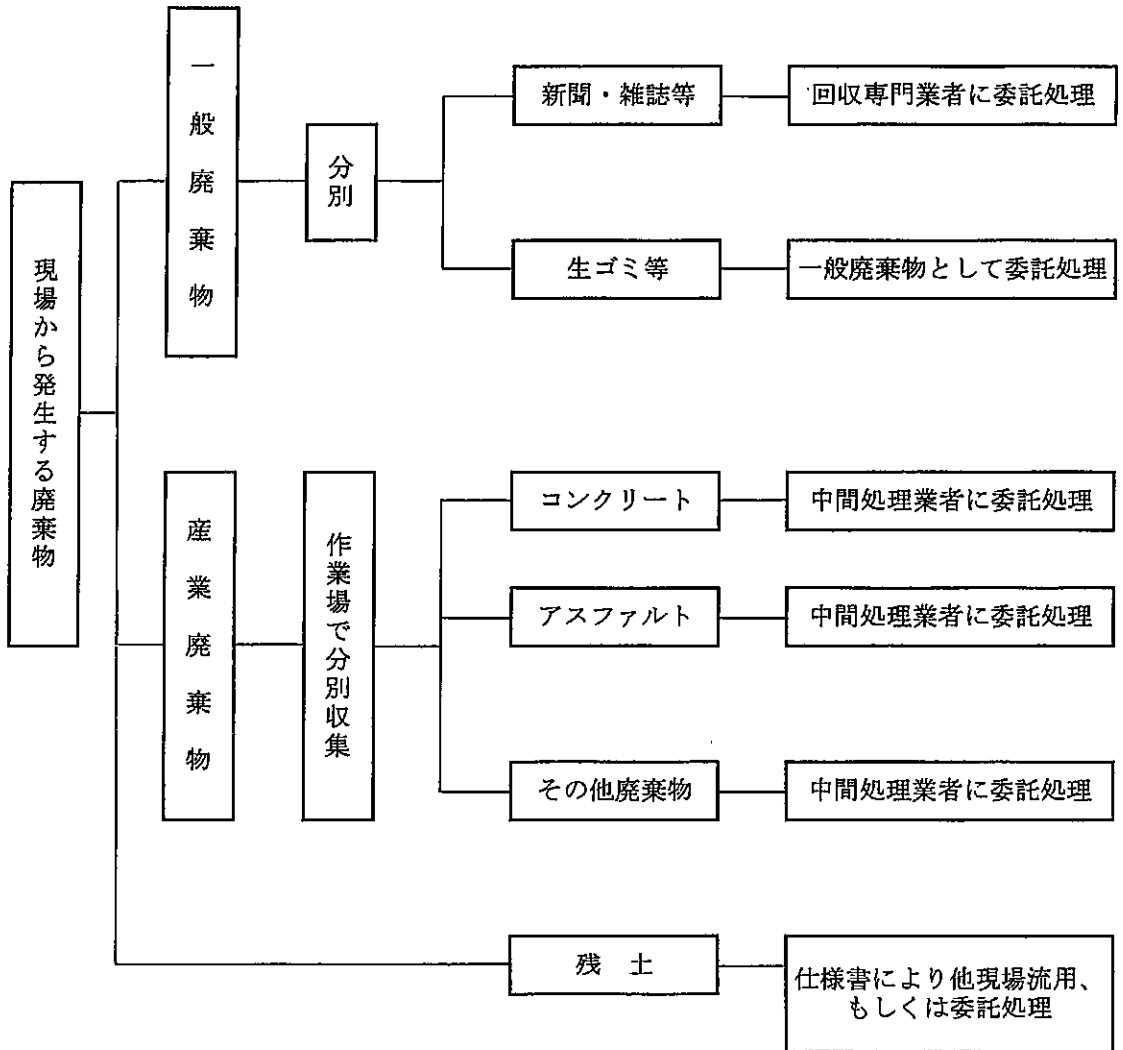 現場から発生する廃棄物
一般廃棄物
分別
新聞・雑誌等
回収専門業者に委託処理
生ゴミ等
一般廃棄物として委託処理
産業廃棄物
作業場で分別収集
コンクリート
中間処理業者に委託処理
アスファルト
中間処理業者に委託処理
その他廃棄物
中間処理業者に委託処理
残 土
仕様書により他現場流用、
もしくは委託処理